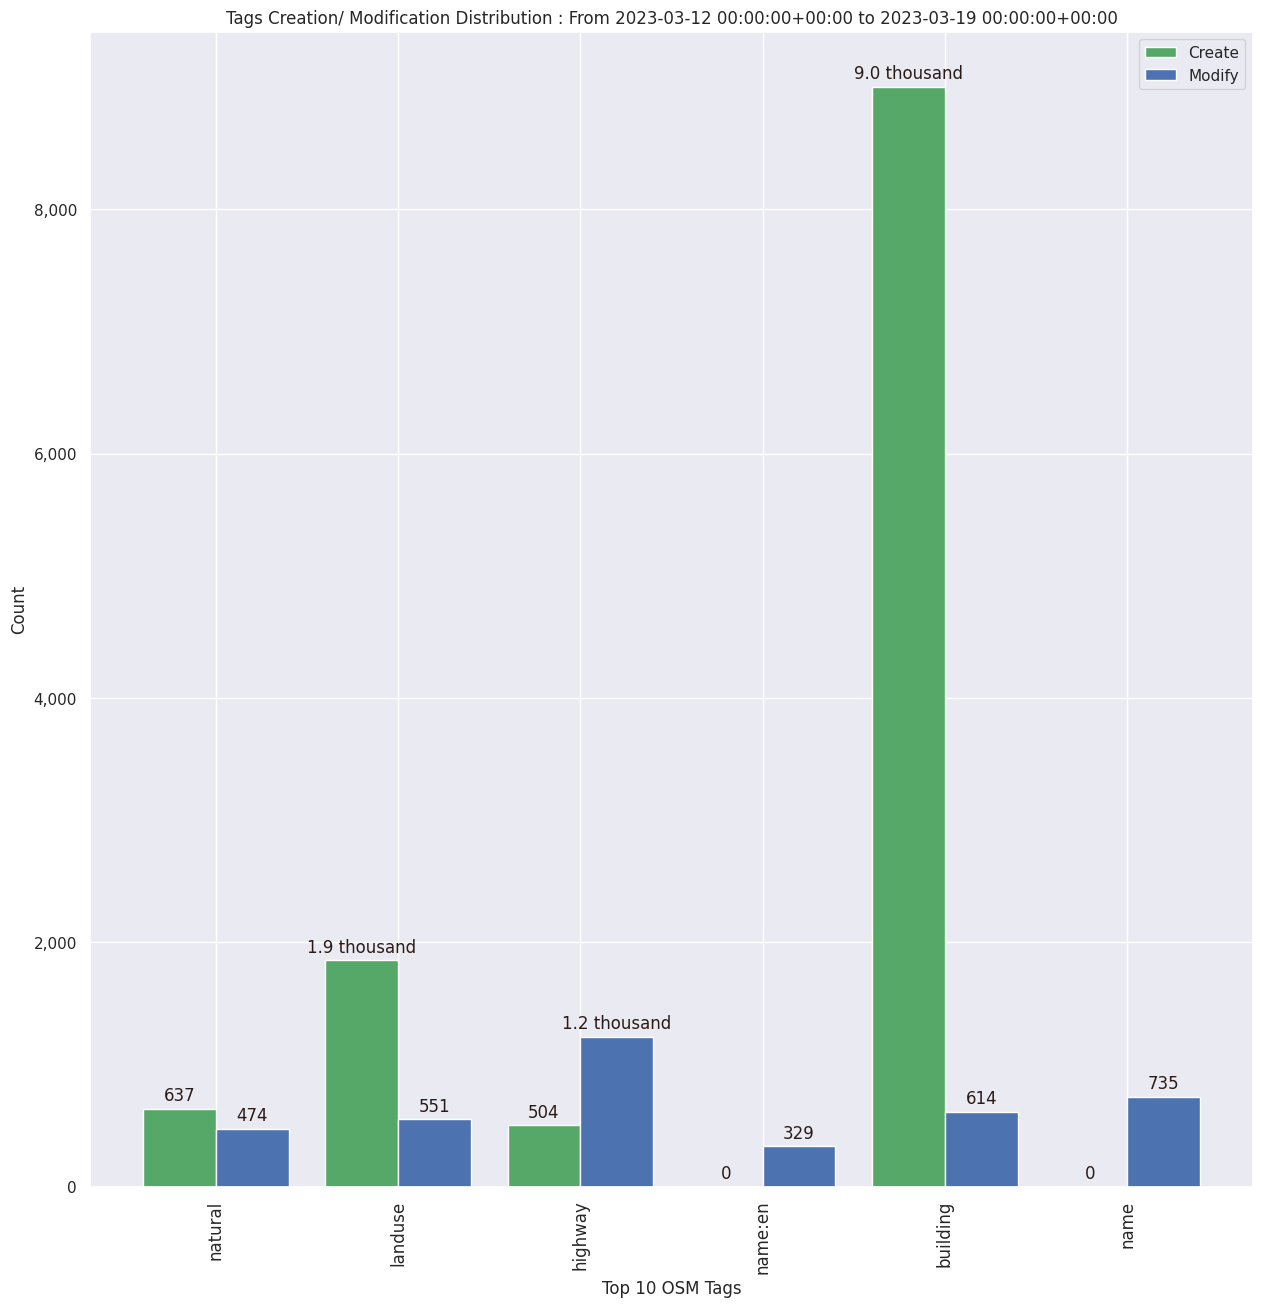 Tags Creation/ Modification Distribution : From 2023-03-12 00:00:00+00:00 to 2023-03-19 00:00:00+00:00
Create
Modify
9.0 thousand
8,000
6,000
4,000
2,000
0
Count
637
474
1.9 thousand
551
504
1.2 thousand
0
329
614
0
735
natural
landuse
highway
name:en
building
name
Top 10 OSM Tags